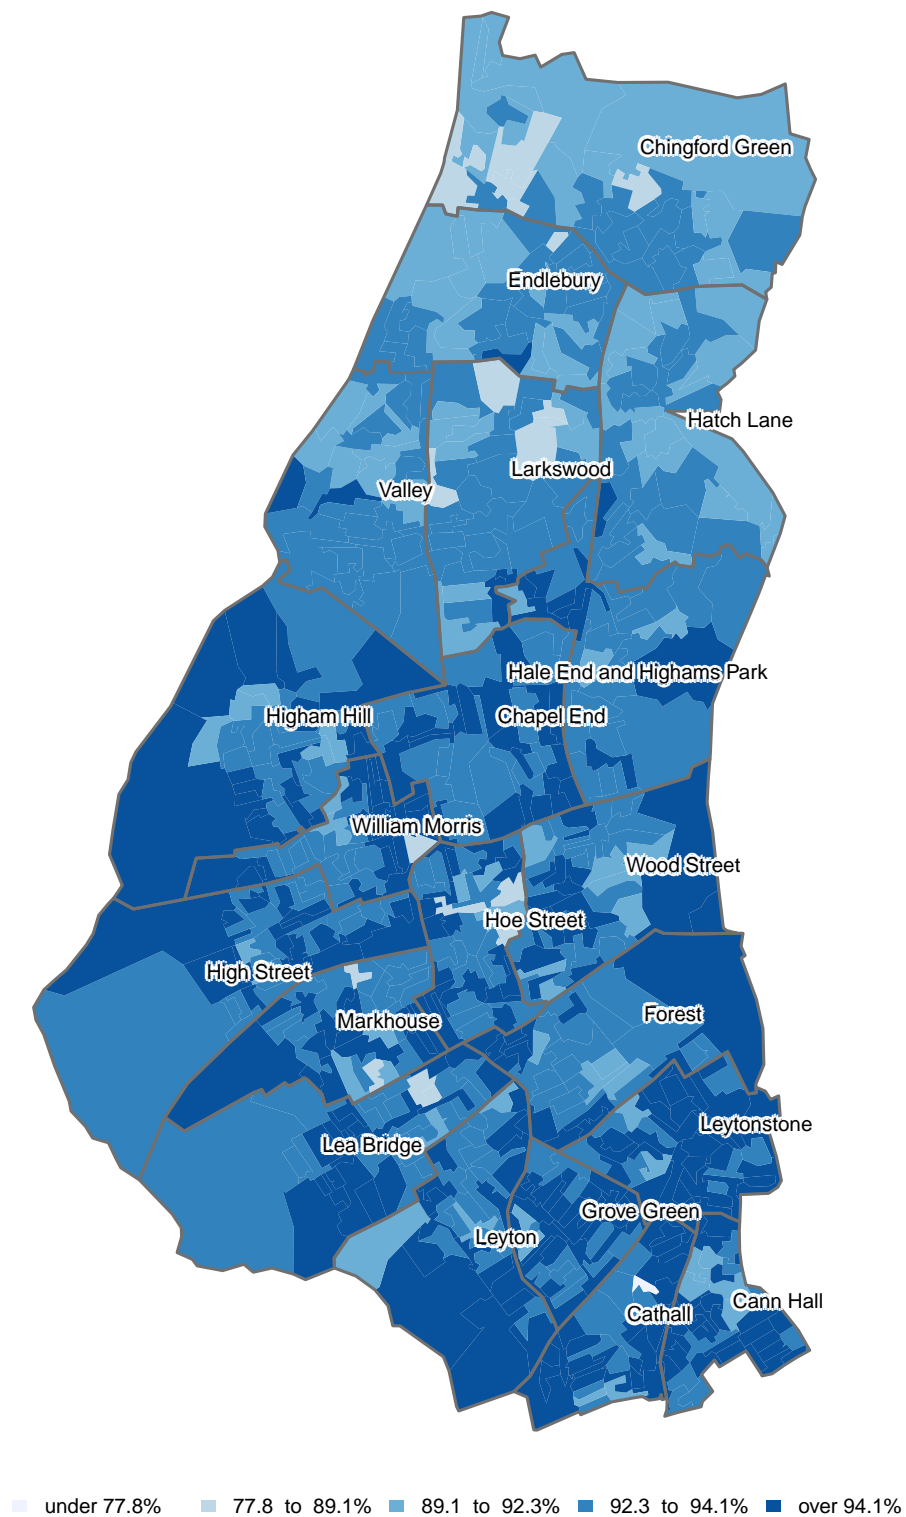 Chingford Green
Endlebury
Hatch Lane
Larkswood
Valley
Hale End and Highams Park
Higham Hill
Chapel End
William Morris
Wood Street
Hoe Street
High Street
Forest
Markhouse
Leytonstone
Lea Bridge
Grove Green
Leyton
Cann Hall
Cathall
under 77.8% 77.8 to 89.1% 89.1 to 92.3% 92.3 to 94.1% over 94.1%